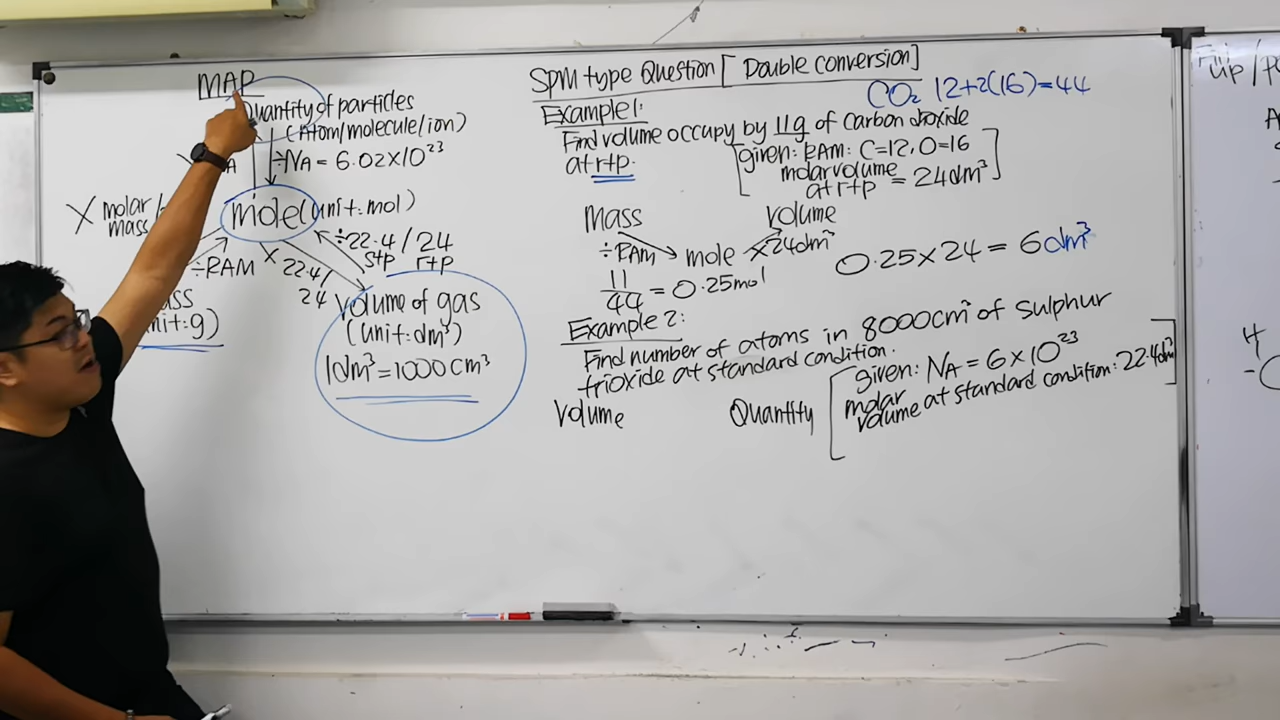 MAP
Quantity of particles
(Atom/molecule/ion)
÷NA = 6.02×10²³
X molar
mass
mole (unit: mol)
÷22.4 / 24
stp r+p
÷RAM
× 22.4/
24
volume of gas
(unit: dm³)
1dm³ = 1000 cm³
SPM type Question [Double conversion]
CO₂ 12+2(16)=44
Example 1:
Find volume occupy by 11g of Carbon dioxide
at r+p.
[given: RAM: C=12, O=16
molar volume
at r+p = 24dm³]
Mass volume
÷RAM mole ×24dm³
11/44 = 0.25mol
0.25×24 = 6dm³
Example 2:
Find number of atoms in 8000cm³ of sulphur
trioxide at standard condition.
[given: NA = 6×10²³
molar
volume at standard condition: 22.4dm³]
Volume Quantity
up /